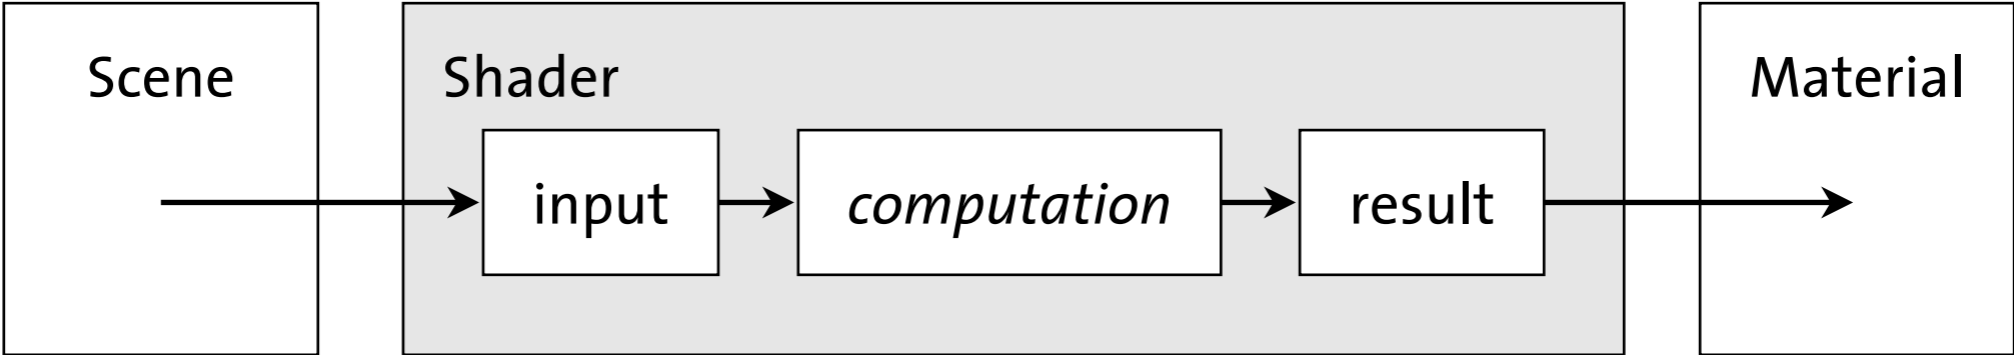 Scene
Shader
Material
input
computation
result